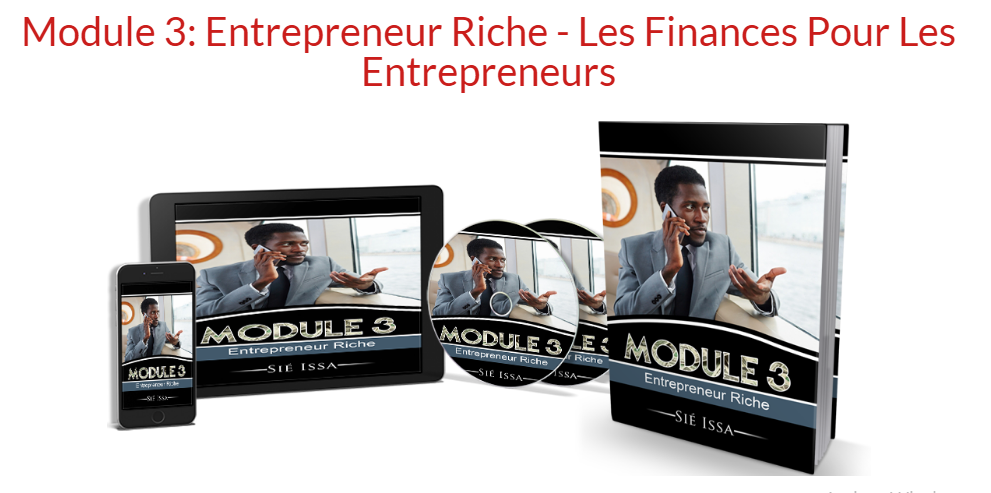 Module 3: Entrepreneur Riche - Les Finances Pour Les
Entrepreneurs
MODULE 3
Entrepreneur Riche
SIÉ ISSA
MODULE 3
Entrepreneur Riche
SIÉ ISSA
MODULE 3
Entrepreneur Riche
SIÉ ISSA
MODULE 3
Entrepreneur Riche
SIÉ ISSA